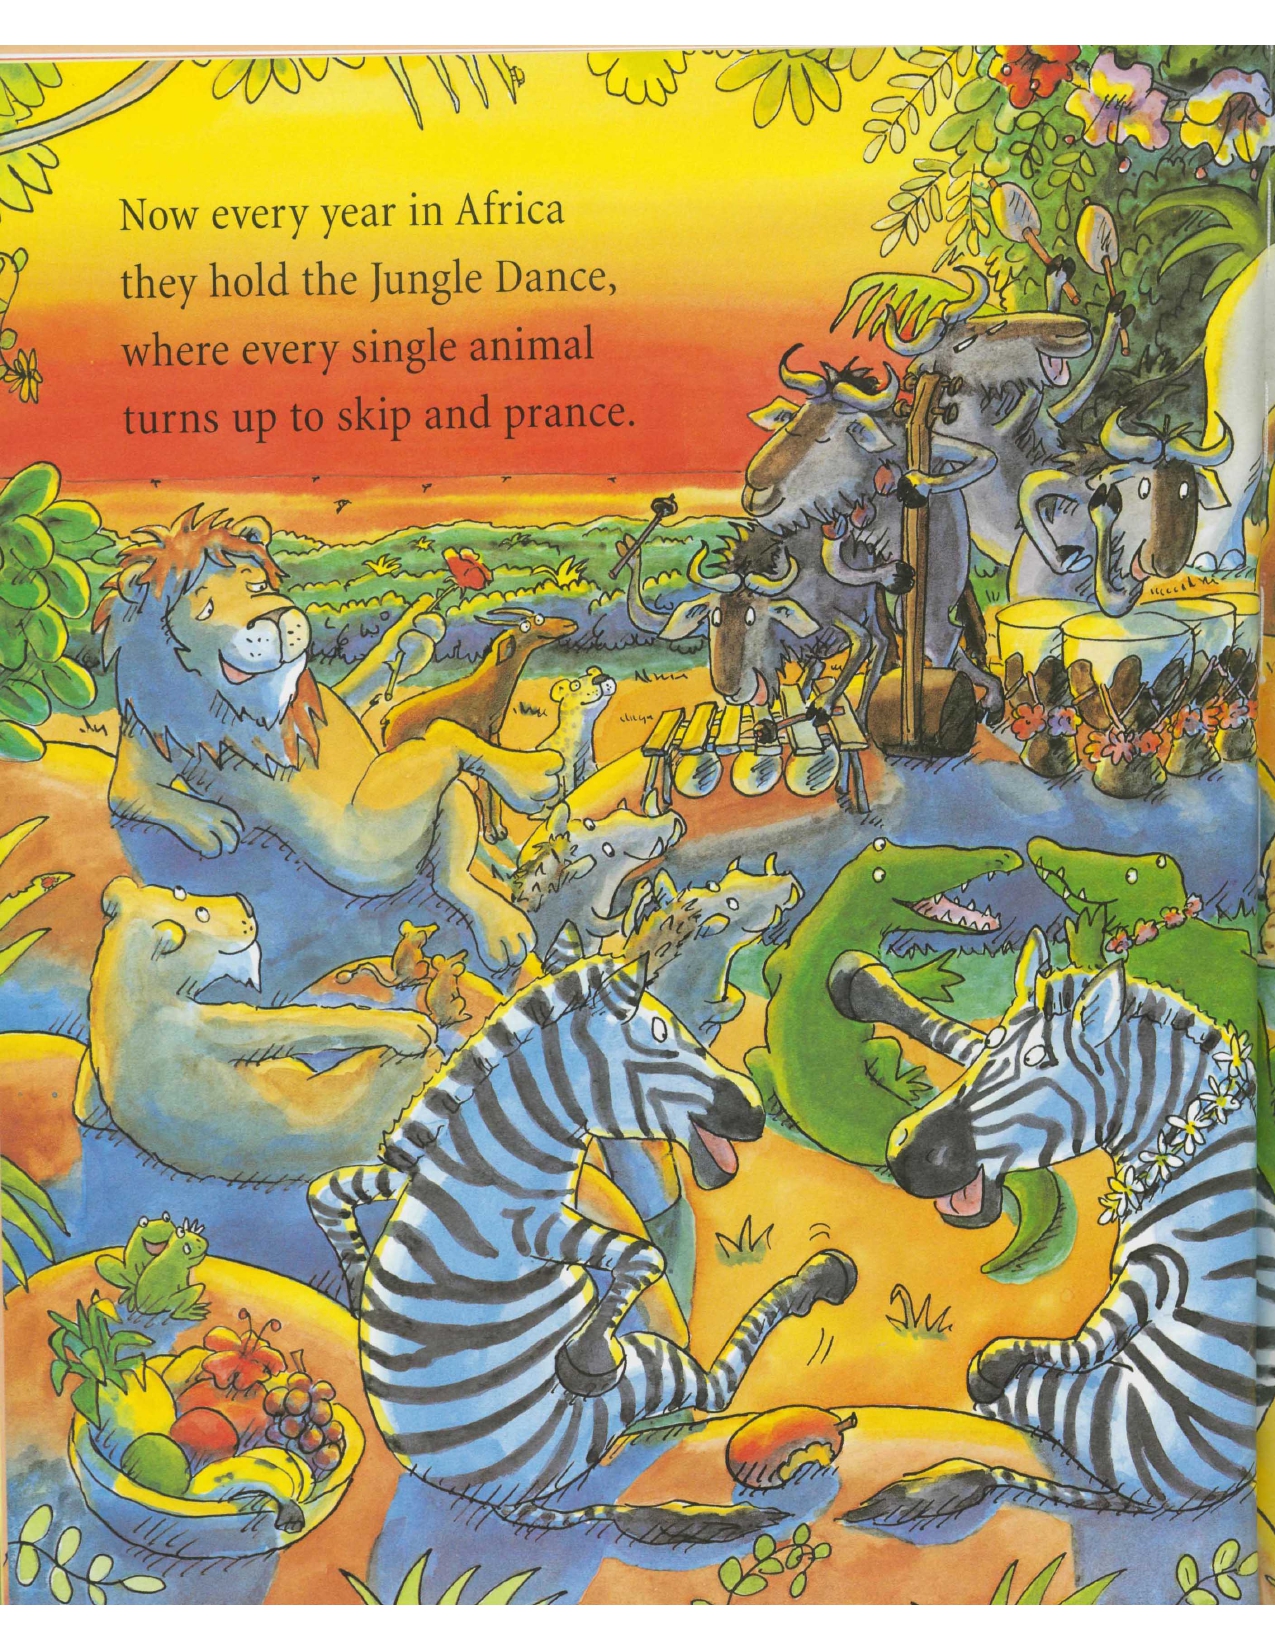 Now every year in Africa
they hold the Jungle Dance,
where every single animal
turns up to skip and prance.